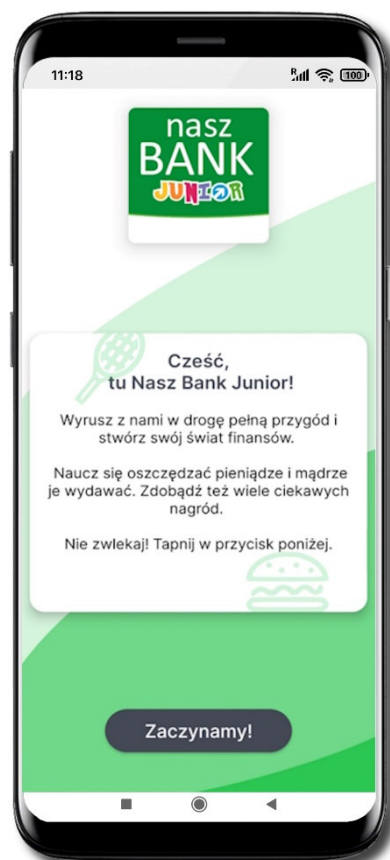 11:18
R
100
nasz
BANK
JUNIOR
Cześć,
tu Nasz Bank Junior!
Wyrusz z nami w drogę pełną przygód i
stwórz swój świat finansów.
Naucz się oszczędzać pieniądze i mądrze
je wydawać. Zdobądź też wiele ciekawych
nagród.
Nie zwlekaj! Tapnij w przycisk poniżej.
Zaczynamy!